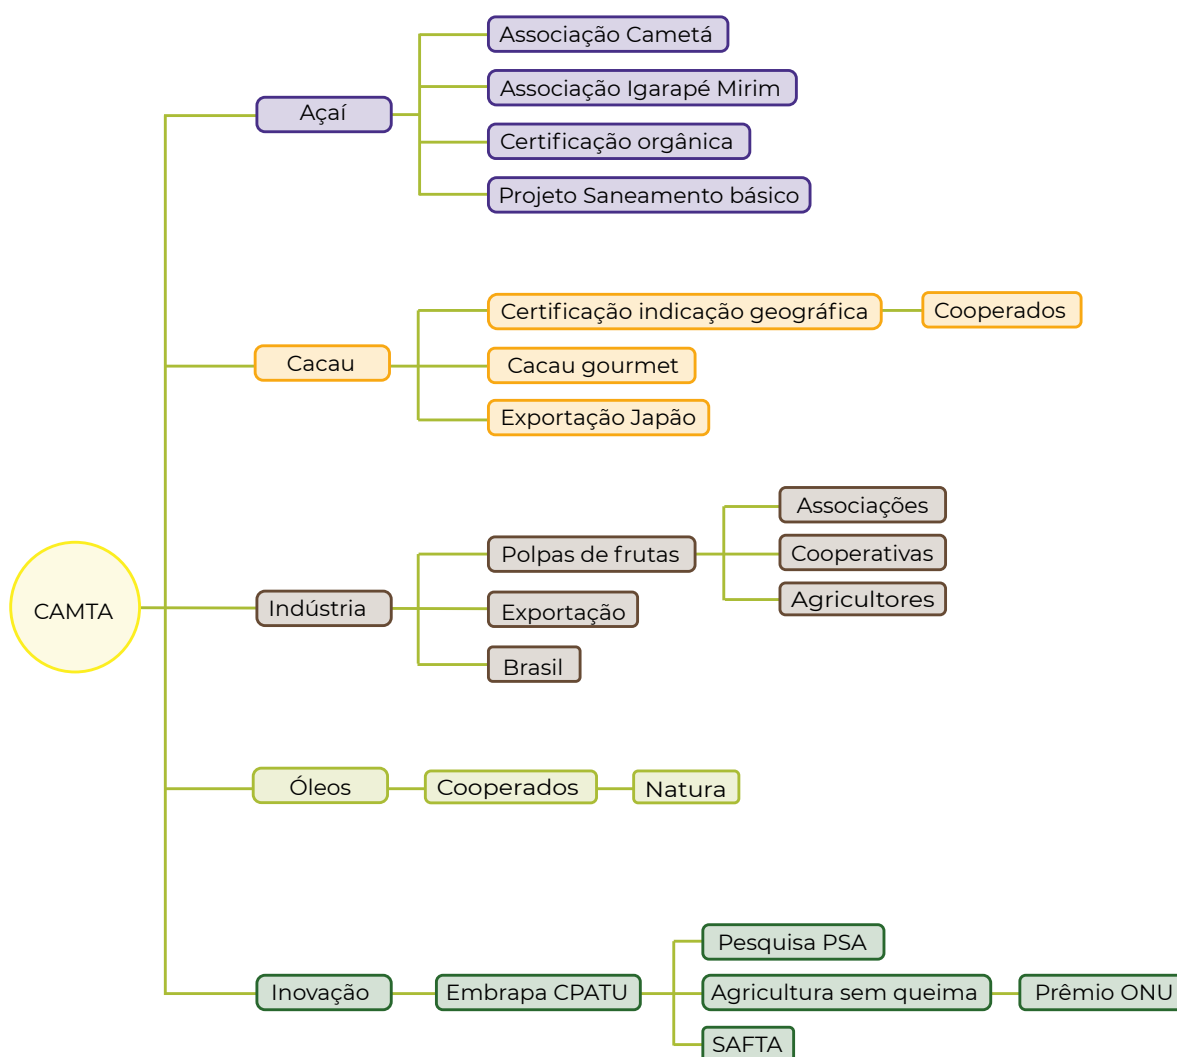 CAMTA
Açaí
Associação Cametá
Associação Igarapé Mirim
Certificação orgânica
Projeto Saneamento básico
Cacau
Certificação indicação geográfica
Cooperados
Cacau gourmet
Exportação Japão
Indústria
Polpas de frutas
Associações
Cooperativas
Agricultores
Exportação
Brasil
Óleos
Cooperados
Natura
Inovação
Embrapa CPATU
Pesquisa PSA
Agricultura sem queima
Prêmio ONU
SAFTA